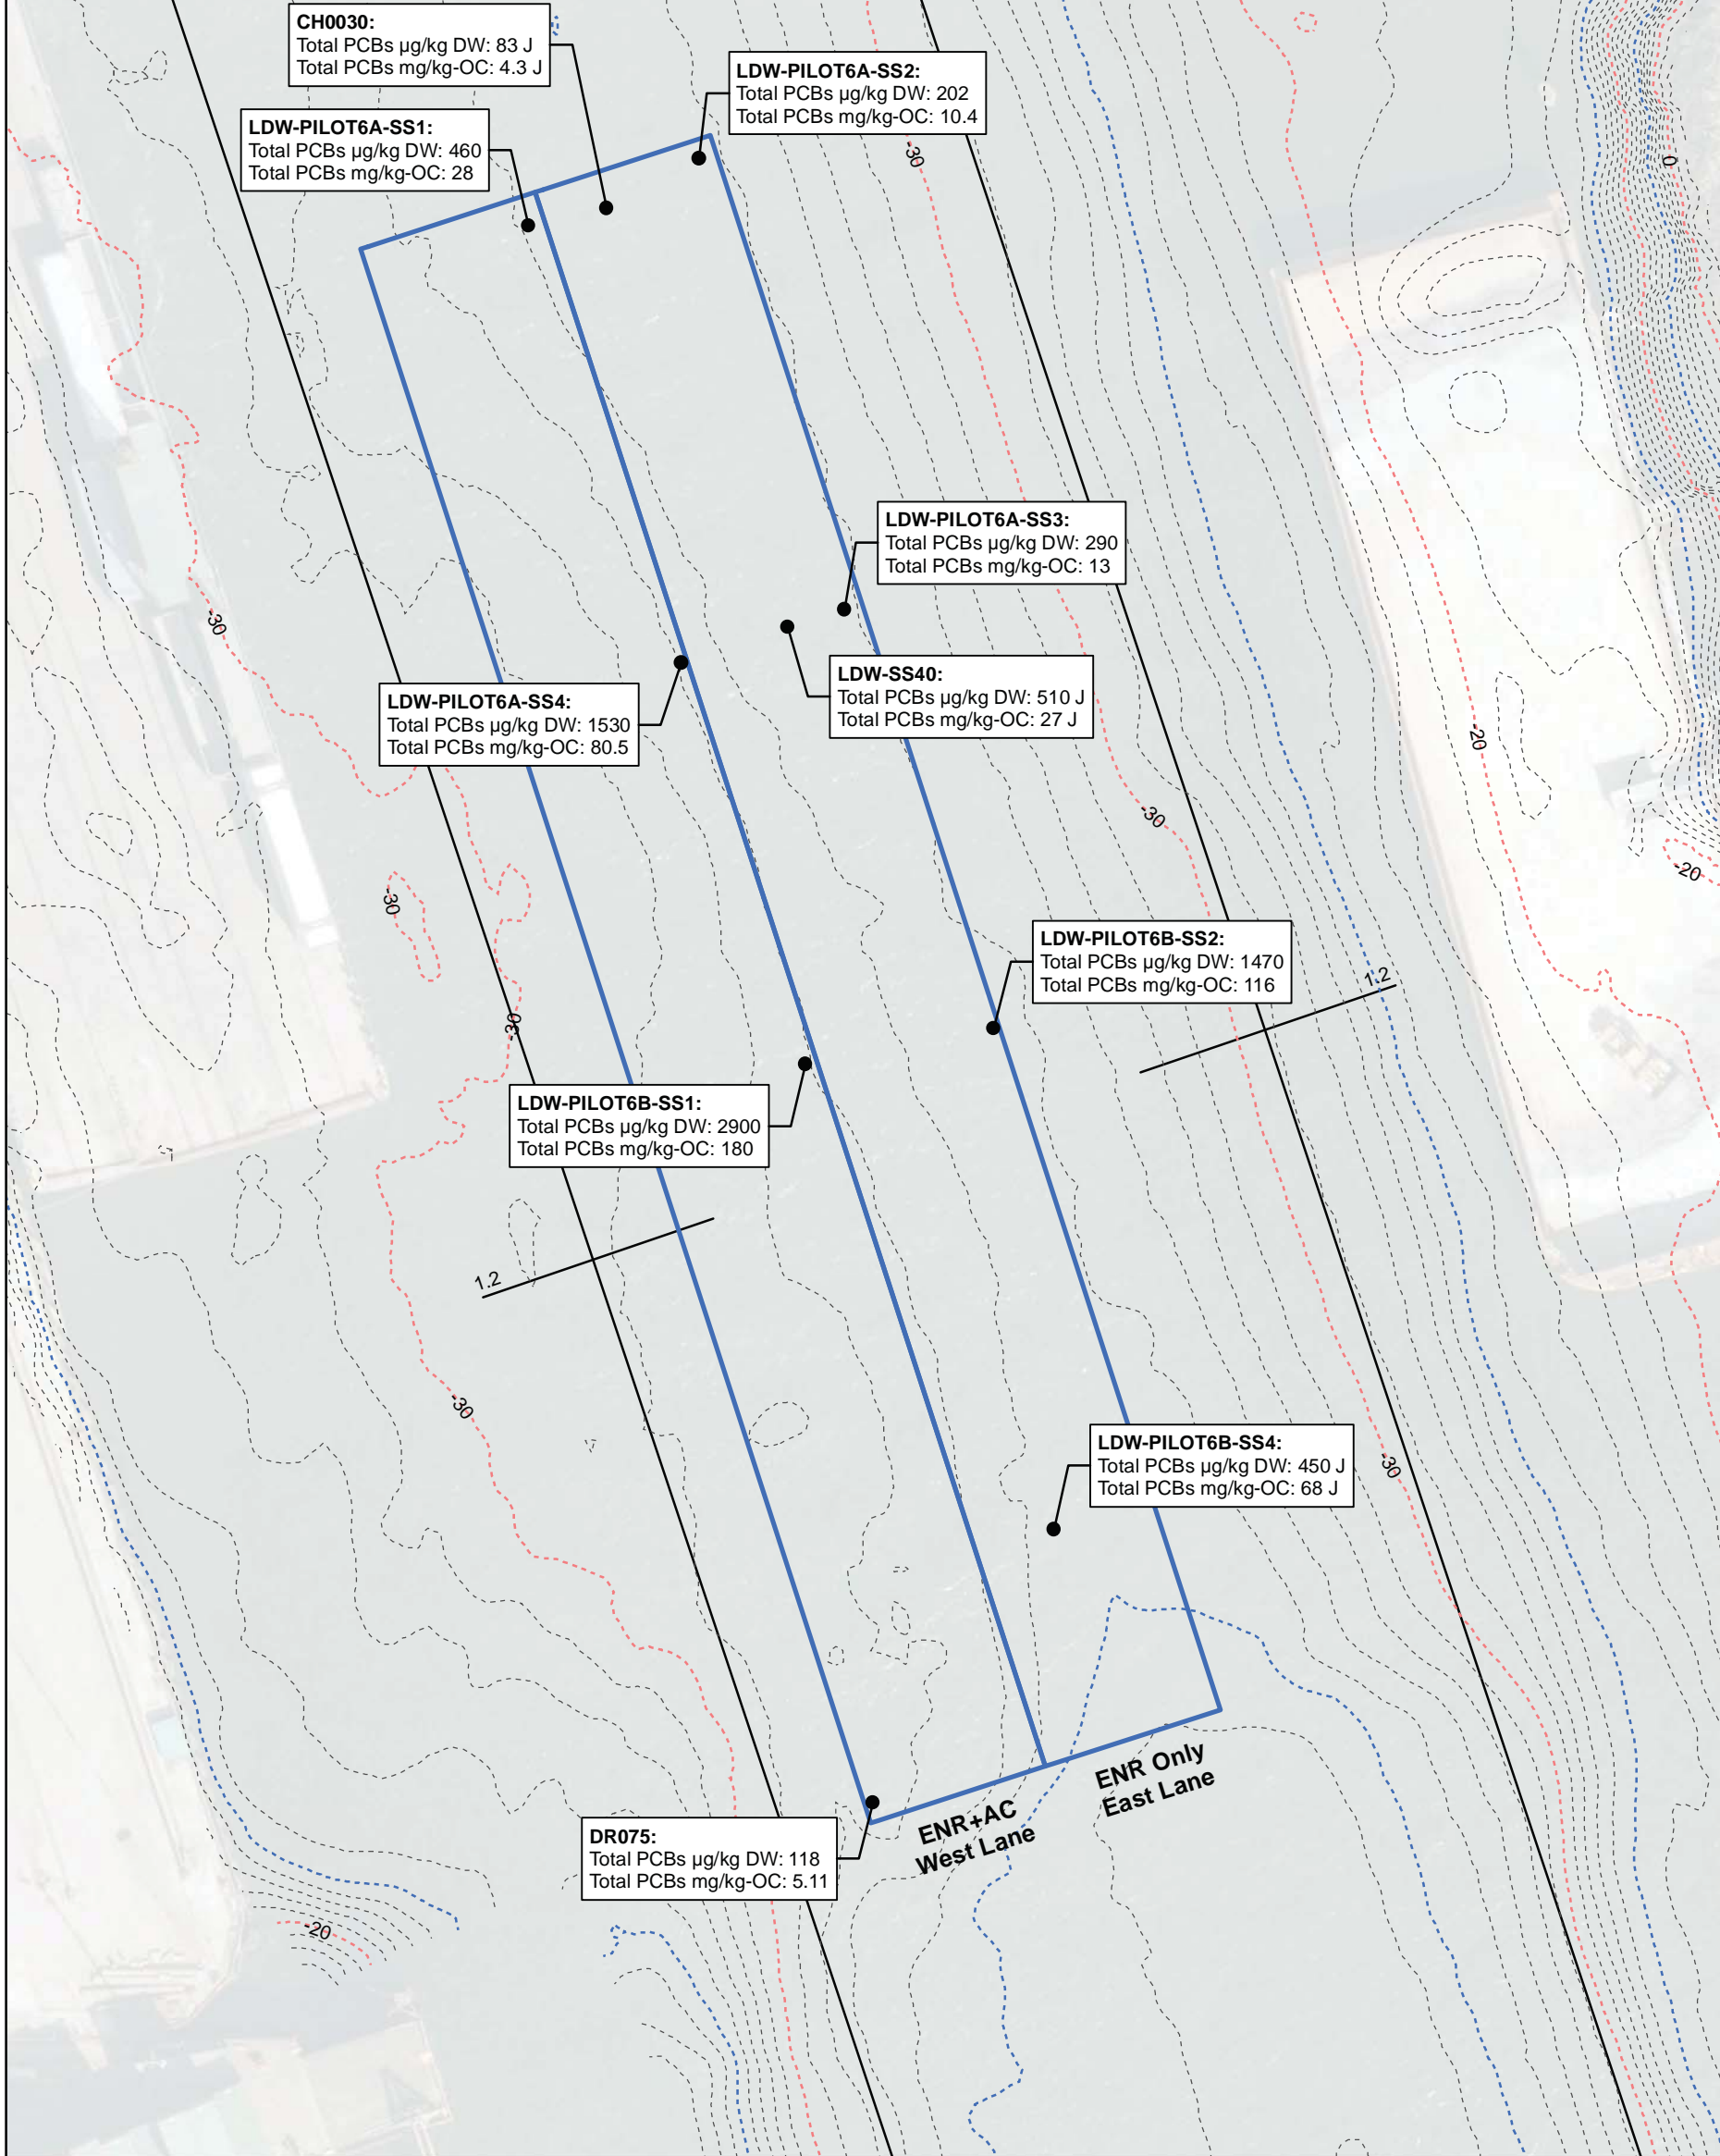 CH0030:
Total PCBs µg/kg DW: 83 J
Total PCBs mg/kg-OC: 4.3 J
LDW-PILOT6A-SS2:
Total PCBs µg/kg DW: 202
Total PCBs mg/kg-OC: 10.4
LDW-PILOT6A-SS1:
Total PCBs µg/kg DW: 460
Total PCBs mg/kg-OC: 28
-30
0
LDW-PILOT6A-SS3:
Total PCBs µg/kg DW: 290
Total PCBs mg/kg-OC: 13
-30
LDW-SS40:
Total PCBs µg/kg DW: 510 J
Total PCBs mg/kg-OC: 27 J
LDW-PILOT6A-SS4:
Total PCBs µg/kg DW: 1530
Total PCBs mg/kg-OC: 80.5
-20
-30
-20
-30
LDW-PILOT6B-SS2:
Total PCBs µg/kg DW: 1470
Total PCBs mg/kg-OC: 116
1.2
-30
LDW-PILOT6B-SS1:
Total PCBs µg/kg DW: 2900
Total PCBs mg/kg-OC: 180
1.2
-30
LDW-PILOT6B-SS4:
Total PCBs µg/kg DW: 450 J
Total PCBs mg/kg-OC: 68 J
-30
ENR Only
East Lane
ENR+AC
West Lane
DR075:
Total PCBs µg/kg DW: 118
Total PCBs mg/kg-OC: 5.11
-20